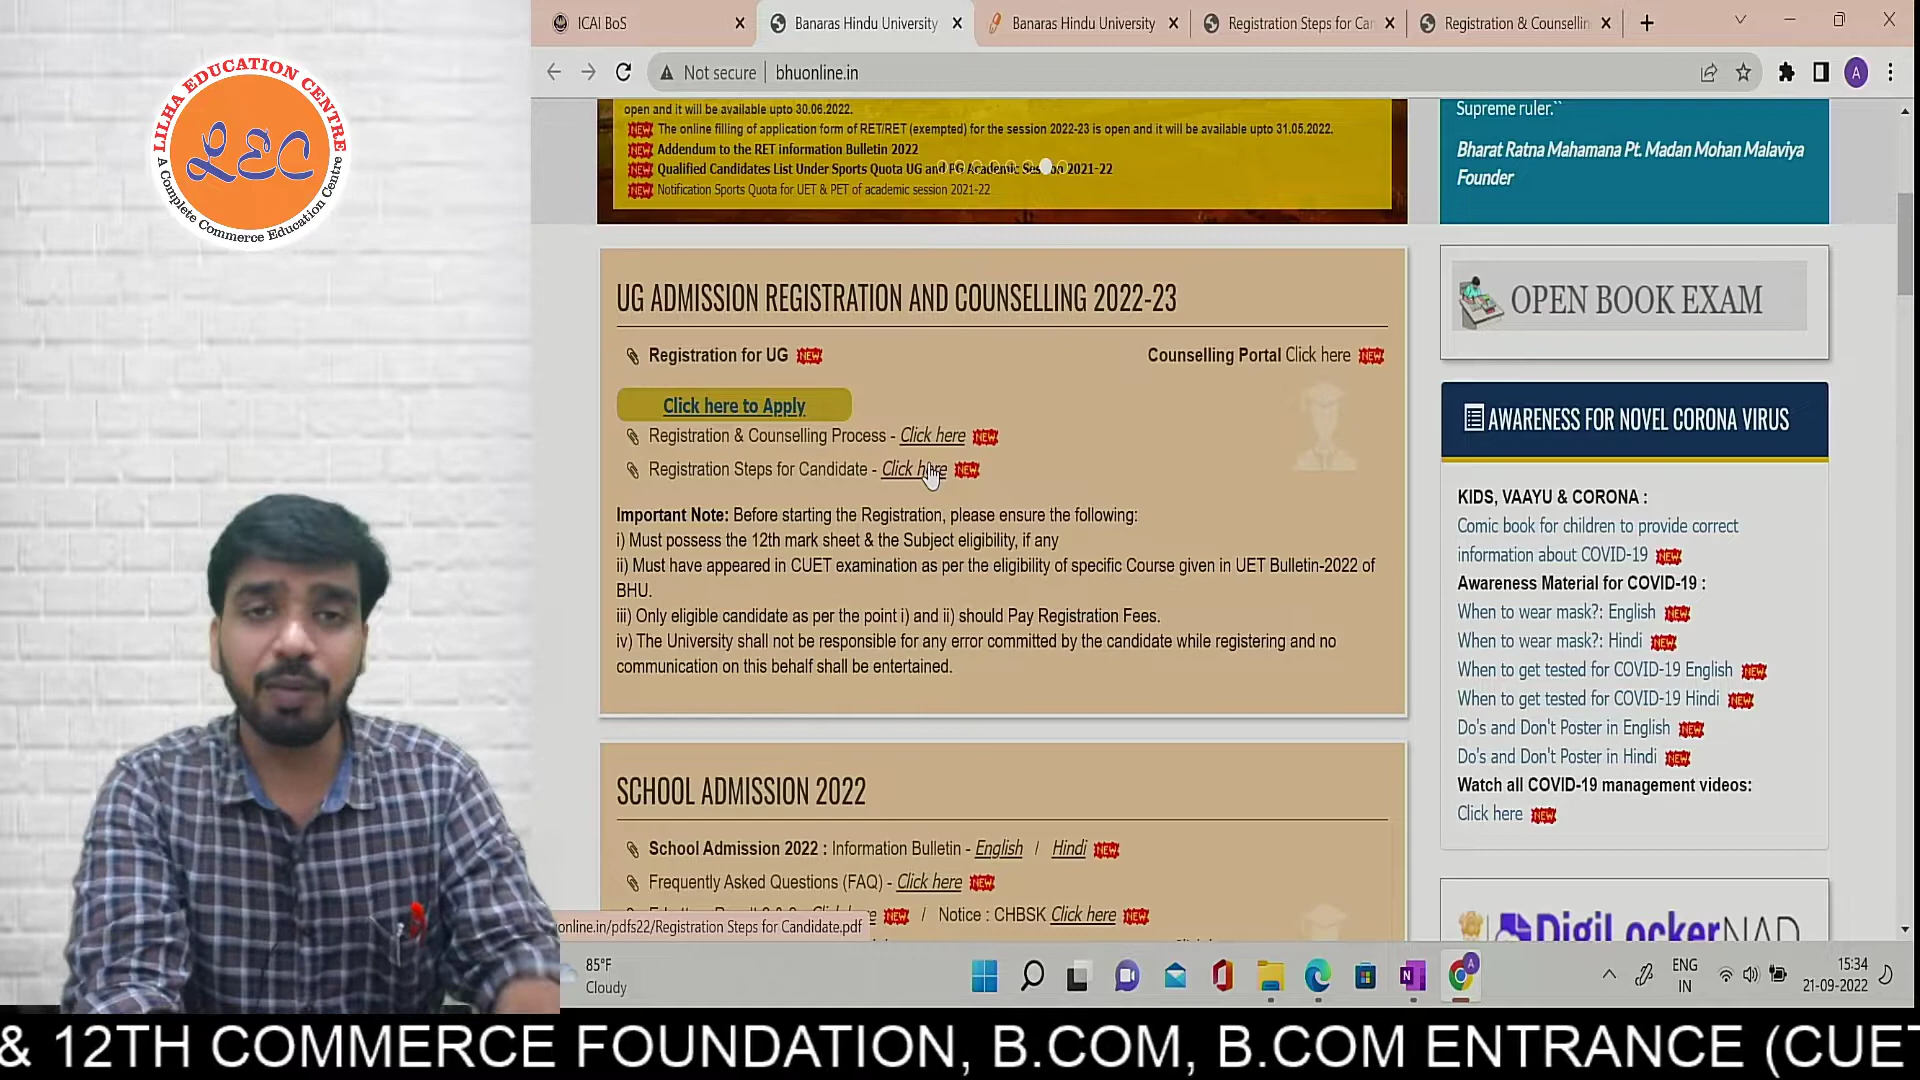 LILHA EDUCATION CENTRE
LEC
A Complete Commerce Education Centre
ICAI BoS
Banaras Hindu University
Banaras Hindu University
Registration Steps for Can
Registration & Counselling
Not secure
bhuonline.in
A
open and it will be available upto 30.06.2022.
NEW The online filling of application form of RET/RET (exempted) for the session 2022-23 is open and it will be available upto 31.05.2022.
NEW Addendum to the RET information Bulletin 2022
NEW Qualified Candidates List Under Sports Quota UG and PG Academic Session 2021-22
NEW Notification Sports Quota for UET & PET of academic session 2021-22
Supreme ruler.``
Bharat Ratna Mahamana Pt. Madan Mohan Malaviya
Founder
UG ADMISSION REGISTRATION AND COUNSELLING 2022-23
Registration for UG NEW
Counselling Portal Click here NEW
Click here to Apply
Registration & Counselling Process - Click here NEW
Registration Steps for Candidate - Click here NEW
Important Note: Before starting the Registration, please ensure the following:
i) Must possess the 12th mark sheet & the Subject eligibility, if any
ii) Must have appeared in CUET examination as per the eligibility of specific Course given in UET Bulletin-2022 of
BHU.
iii) Only eligible candidate as per the point i) and ii) should Pay Registration Fees.
iv) The University shall not be responsible for any error committed by the candidate while registering and no
communication on this behalf shall be entertained.
OPEN BOOK EXAM
AWARENESS FOR NOVEL CORONA VIRUS
KIDS, VAAYU & CORONA :
Comic book for children to provide correct
information about COVID-19 NEW
Awareness Material for COVID-19 :
When to wear mask?: English NEW
When to wear mask?: Hindi NEW
When to get tested for COVID-19 English NEW
When to get tested for COVID-19 Hindi NEW
Do's and Don't Poster in English NEW
Do's and Don't Poster in Hindi NEW
Watch all COVID-19 management videos:
Click here NEW
SCHOOL ADMISSION 2022
School Admission 2022 : Information Bulletin - English / Hindi NEW
Frequently Asked Questions (FAQ) - Click here NEW
NEW / Notice : CHBSK Click here NEW
online.in/pdfs22/Registration Steps for Candidate.pdf
DigiLocker NAD
85°F
Cloudy
ENG
IN
15:34
21-09-2022
& 12TH COMMERCE FOUNDATION, B.COM, B.COM ENTRANCE (CUET